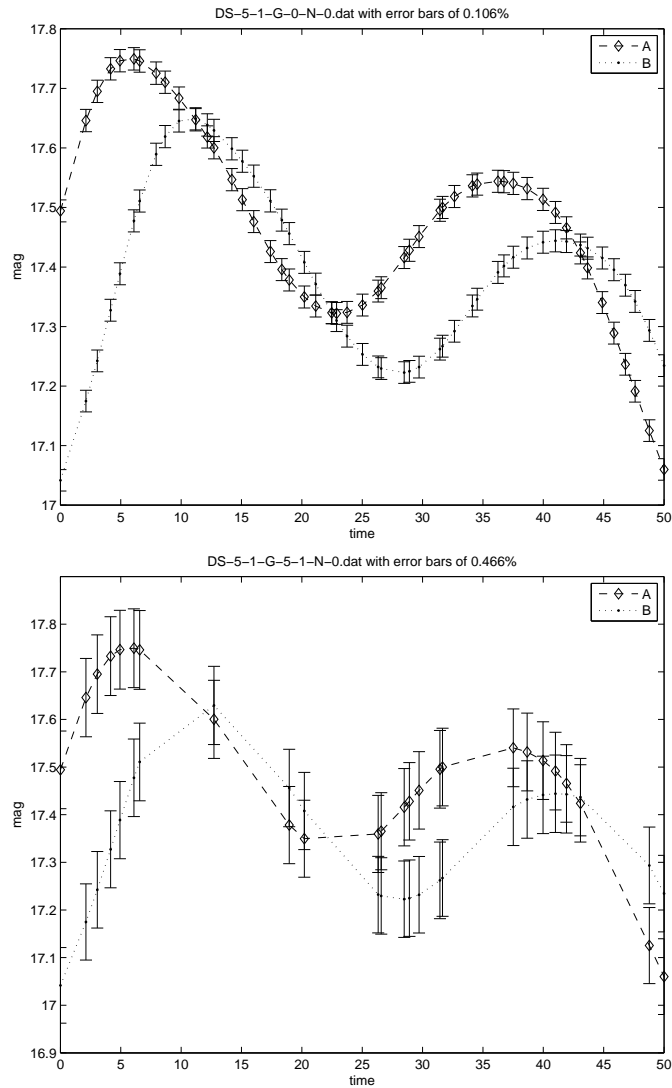 DS−5−1−G−0−N−0.dat with error bars of 0.106%
17.8
17.7
17.6
17.5
17.4
17.3
17.2
17.1
17
mag
A
B
0 5 10 15 20 25 30 35 40 45 50
time
DS−5−1−G−5−1−N−0.dat with error bars of 0.466%
17.8
17.7
17.6
17.5
17.4
17.3
17.2
17.1
17
16.9
mag
A
B
0 5 10 15 20 25 30 35 40 45 50
time